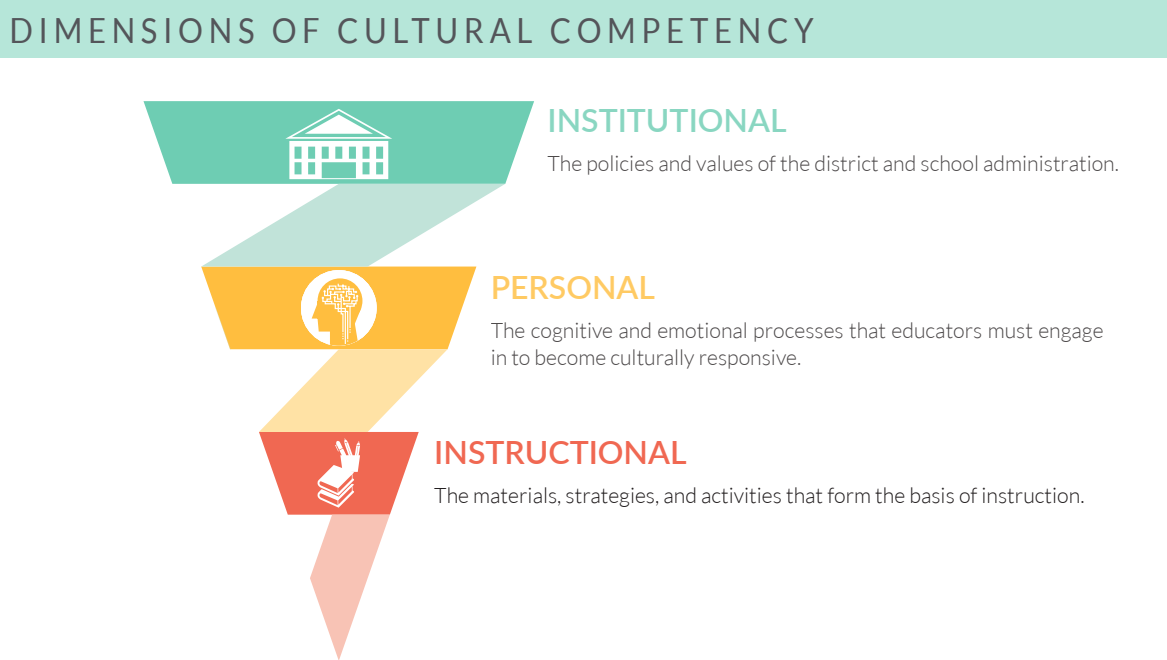 DIMENSIONS OF CULTURAL COMPETENCY
INSTITUTIONAL
The policies and values of the district and school administration.
PERSONAL
The cognitive and emotional processes that educators must engage
in to become culturally responsive.
INSTRUCTIONAL
The materials, strategies, and activities that form the basis of instruction.